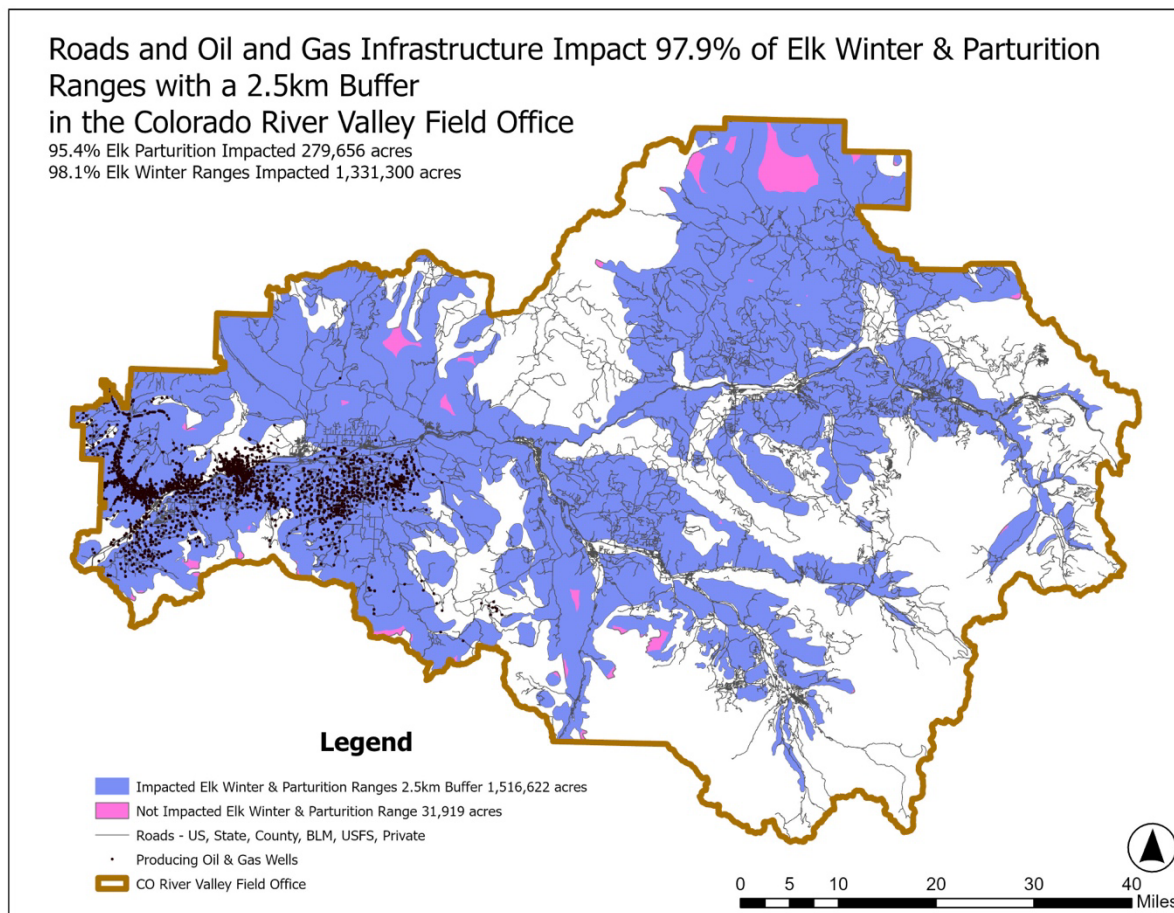 Roads and Oil and Gas Infrastructure Impact 97.9% of Elk Winter & Parturition
Ranges with a 2.5km Buffer
in the Colorado River Valley Field Office
95.4% Elk Parturition Impacted 279,656 acres
98.1% Elk Winter Ranges Impacted 1,331,300 acres
Legend
Impacted Elk Winter & Parturition Ranges 2.5km Buffer 1,516,622 acres
Not Impacted Elk Winter & Parturition Range 31,919 acres
Roads - US, State, County, BLM, USFS, Private
Producing Oil & Gas Wells
CO River Valley Field Office
0 5 10 20 30 40
Miles